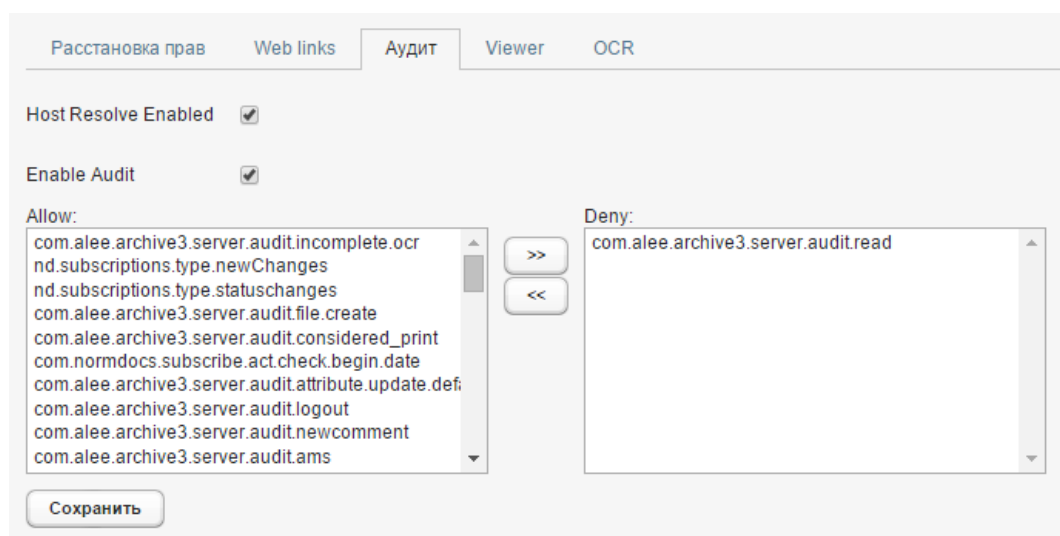 Расстановка прав Web links Аудит Viewer OCR
Host Resolve Enabled
Enable Audit
Allow:
com.alee.archive3.server.audit.incomplete.ocr
nd.subscriptions.type.newChanges
nd.subscriptions.type.statuschanges
com.alee.archive3.server.audit.file.create
com.alee.archive3.server.audit.considered_print
com.normdocs.subscribe.act.check.begin.date
com.alee.archive3.server.audit.attribute.update.defa
com.alee.archive3.server.audit.logout
com.alee.archive3.server.audit.newcomment
com.alee.archive3.server.audit.ams
>>
<<
Deny:
com.alee.archive3.server.audit.read
Сохранить